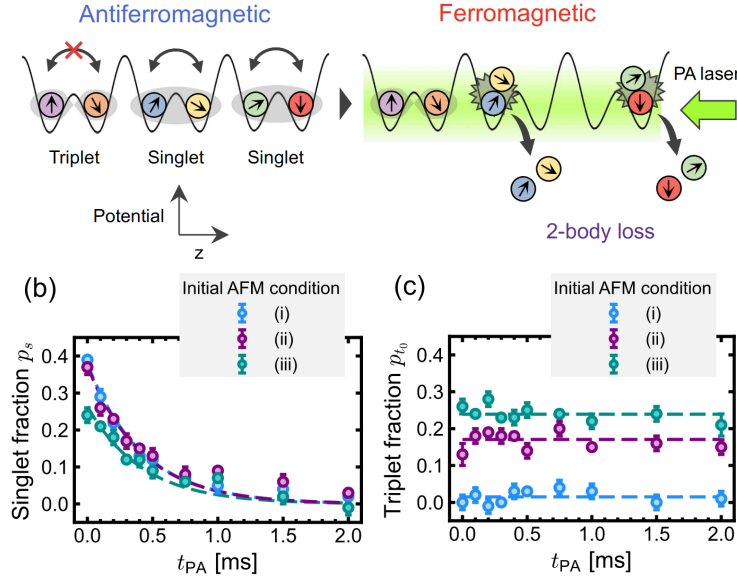 Antiferromagnetic
Ferromagnetic
PA laser
Triplet
Singlet
Singlet
Potential
z
2-body loss
(b)
Initial AFM condition
(i)
(ii)
(iii)
Singlet fraction pₛ
0.4
0.3
0.2
0.1
0.0
0.0 0.5 1.0 1.5 2.0
t_PA [ms]
(c)
Initial AFM condition
(i)
(ii)
(iii)
Triplet fraction p_t₀
0.4
0.3
0.2
0.1
0.0
0.0 0.5 1.0 1.5 2.0
t_PA [ms]